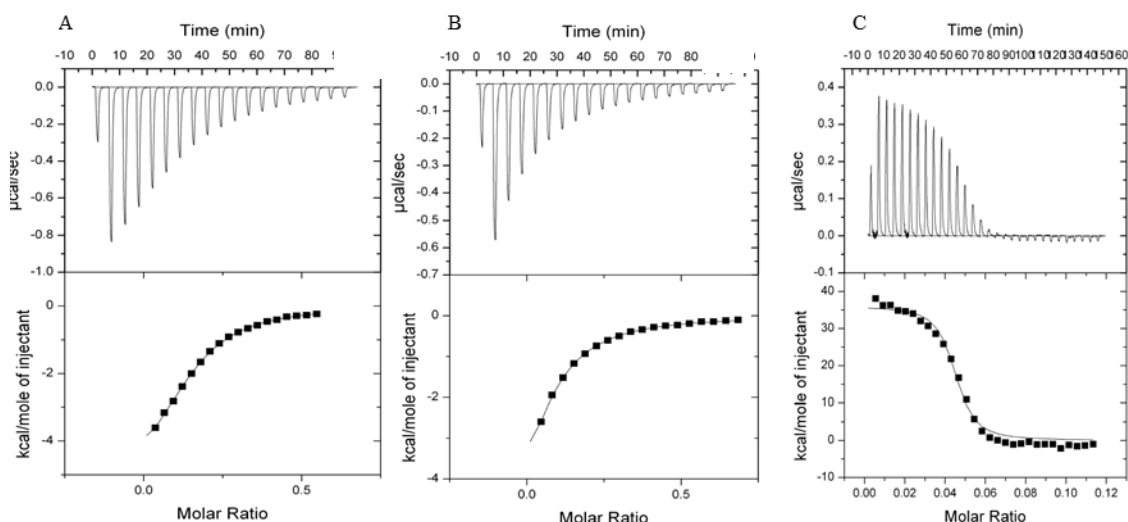 A
Time (min)
-10 0 10 20 30 40 50 60 70 80
0.0
-0.2
-0.4
-0.6
-0.8
-1.0
µcal/sec
0
-2
-4
kcal/mole of injectant
0.0 0.5
Molar Ratio
B
Time (min)
-10 0 10 20 30 40 50 60 70 80
0.0
-0.1
-0.2
-0.3
-0.4
-0.5
-0.6
-0.7
µcal/sec
0
-2
-4
kcal/mole of injectant
0.0 0.5
Molar Ratio
C
Time (min)
-10 0 10 20 30 40 50 60 70 80 90 100 110 120 130 140 150 160
0.4
0.3
0.2
0.1
0.0
-0.1
µcal/sec
40
30
20
10
0
-10
kcal/mole of injectant
0.00 0.02 0.04 0.06 0.08 0.10 0.12
Molar Ratio